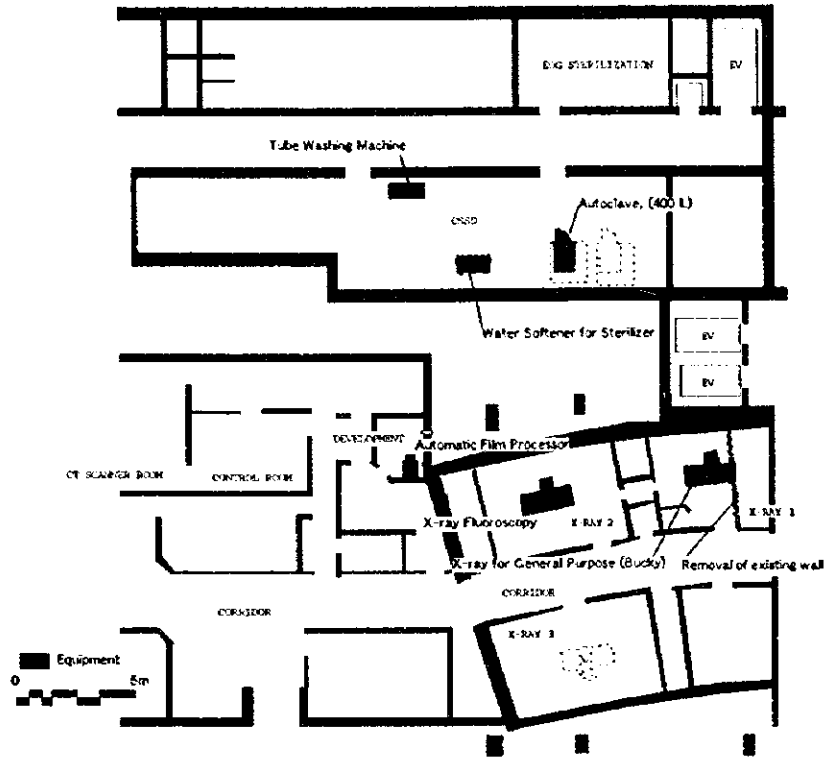 EOG STERILIZATION
EV
Tube Washing Machine
Autoclave, (400 L)
CSSD
Water Softener for Sterilizer
EV
EV
DEVELOPMENT
Automatic Film Processor
CT SCANNER ROOM
CONTROL ROOM
X-ray Fluoroscopy
X-RAY 2
X-RAY 1
X-ray for General Purpose (Bucky)
Removal of existing wall
CORRIDOR
CORRIDOR
X-RAY 3
Equipment
0
5m